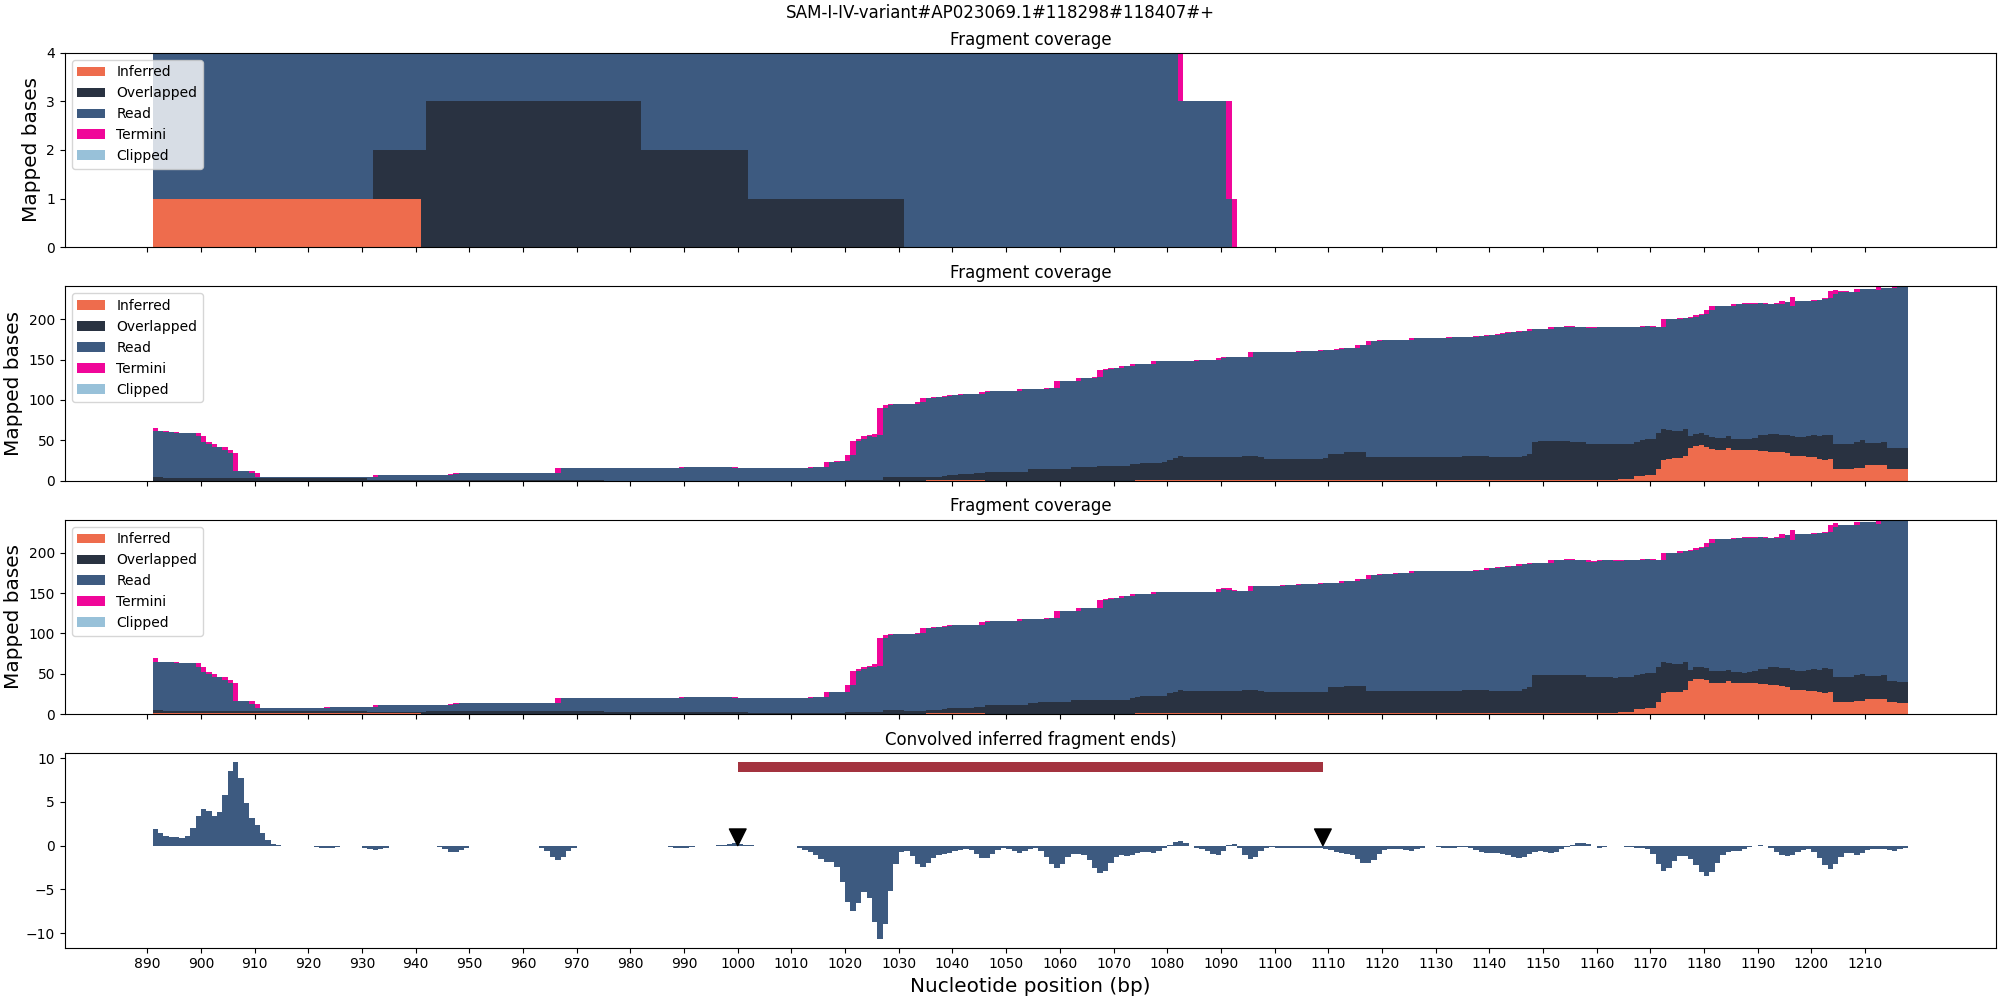 SAM-I-IV-variant#AP023069.1#118298#118407#+
Fragment coverage
Mapped bases
4
3
2
1
0
Inferred
Overlapped
Read
Termini
Clipped
Fragment coverage
Mapped bases
200
150
100
50
0
Inferred
Overlapped
Read
Termini
Clipped
Fragment coverage
Mapped bases
200
150
100
50
0
Inferred
Overlapped
Read
Termini
Clipped
Convolved inferred fragment ends)
10
5
0
−5
−10
890 900 910 920 930 940 950 960 970 980 990 1000 1010 1020 1030 1040 1050 1060 1070 1080 1090 1100 1110 1120 1130 1140 1150 1160 1170 1180 1190 1200 1210
Nucleotide position (bp)